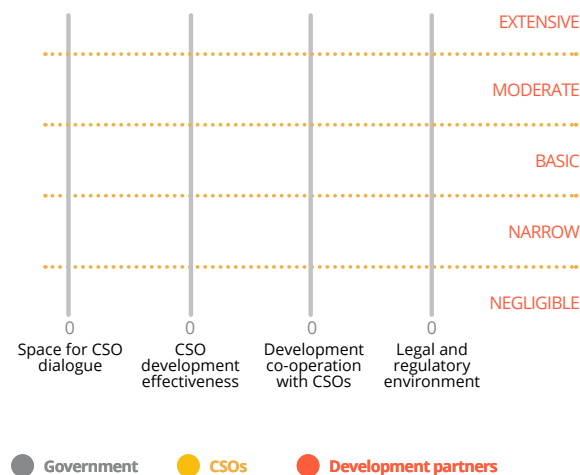 EXTENSIVE
MODERATE
BASIC
NARROW
NEGLIGIBLE
0 0 0 0
Space for CSO
dialogue
CSO
development
effectiveness
Development
co-operation
with CSOs
Legal and
regulatory
environment
Government CSOs Development partners